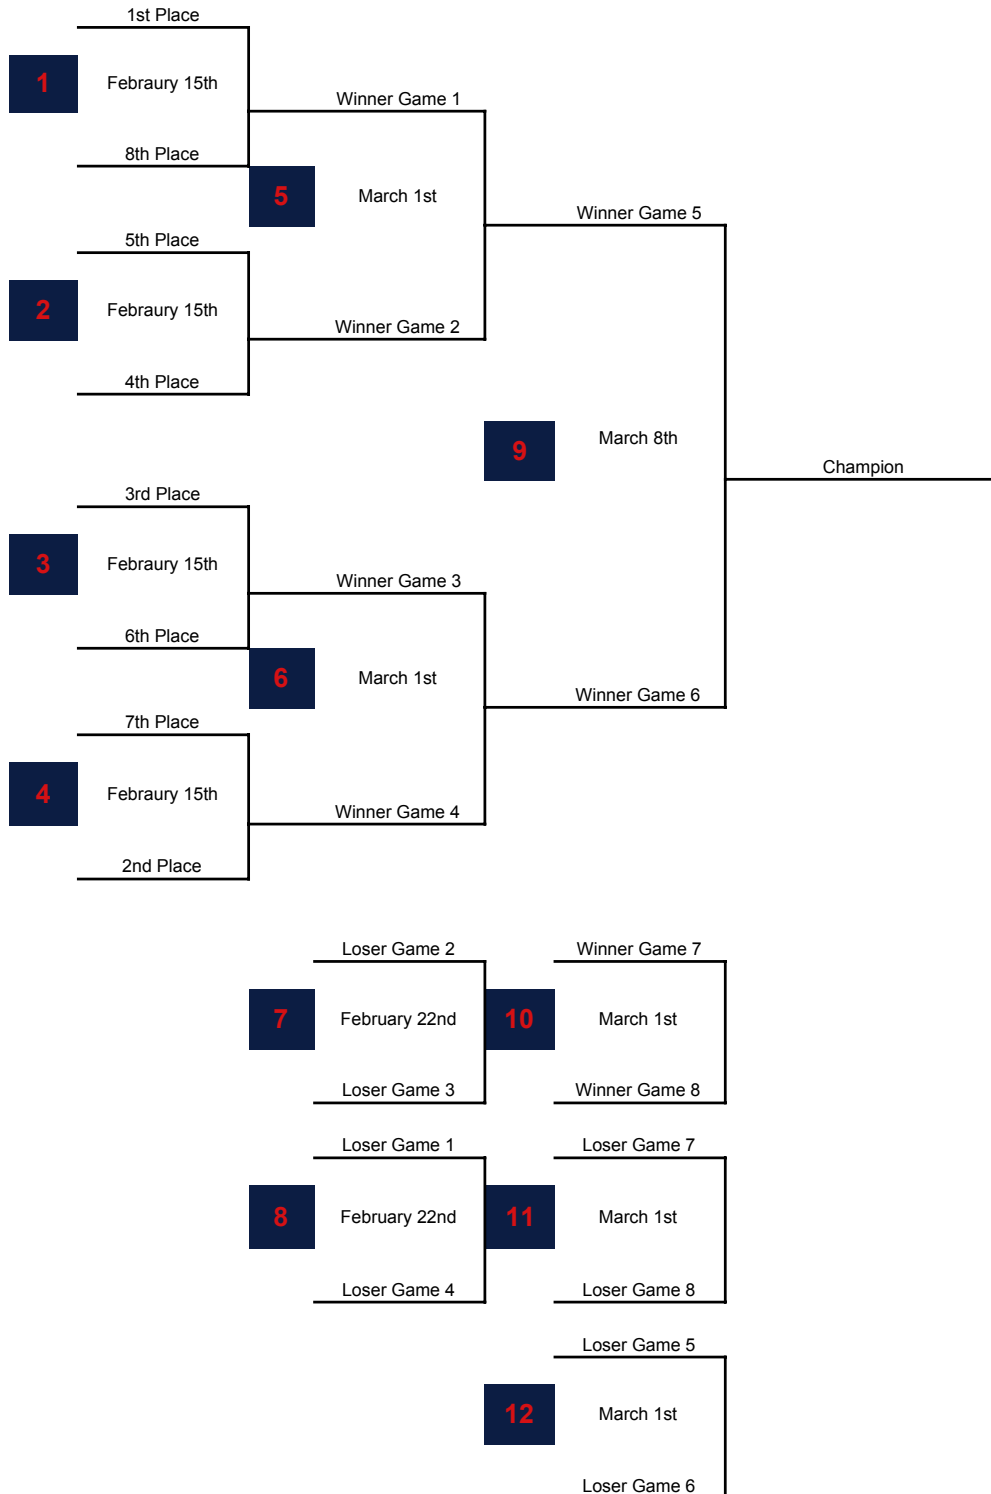 1st Place
1
Febraury 15th
Winner Game 1
8th Place
5
March 1st
Winner Game 5
5th Place
2
Febraury 15th
Winner Game 2
4th Place
9
March 8th
Champion
3rd Place
3
Febraury 15th
Winner Game 3
6th Place
6
March 1st
Winner Game 6
7th Place
4
Febraury 15th
Winner Game 4
2nd Place
Loser Game 2
Winner Game 7
7
February 22nd
10
March 1st
Loser Game 3
Winner Game 8
Loser Game 1
Loser Game 7
8
February 22nd
11
March 1st
Loser Game 4
Loser Game 8
Loser Game 5
12
March 1st
Loser Game 6